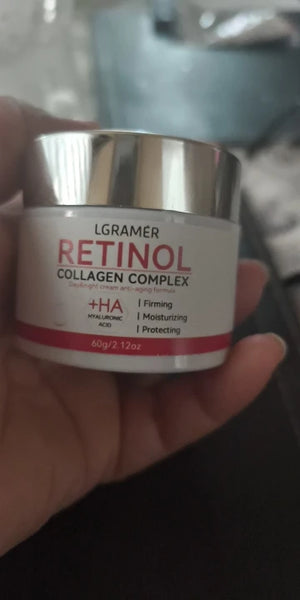 LGRAMER
RETINOL
COLLAGEN COMPLEX
Day&night cream anti-aging formula
+HA
HYALURONIC
ACID
| Firming
| Moisturizing
| Protecting
60g/2.12oz